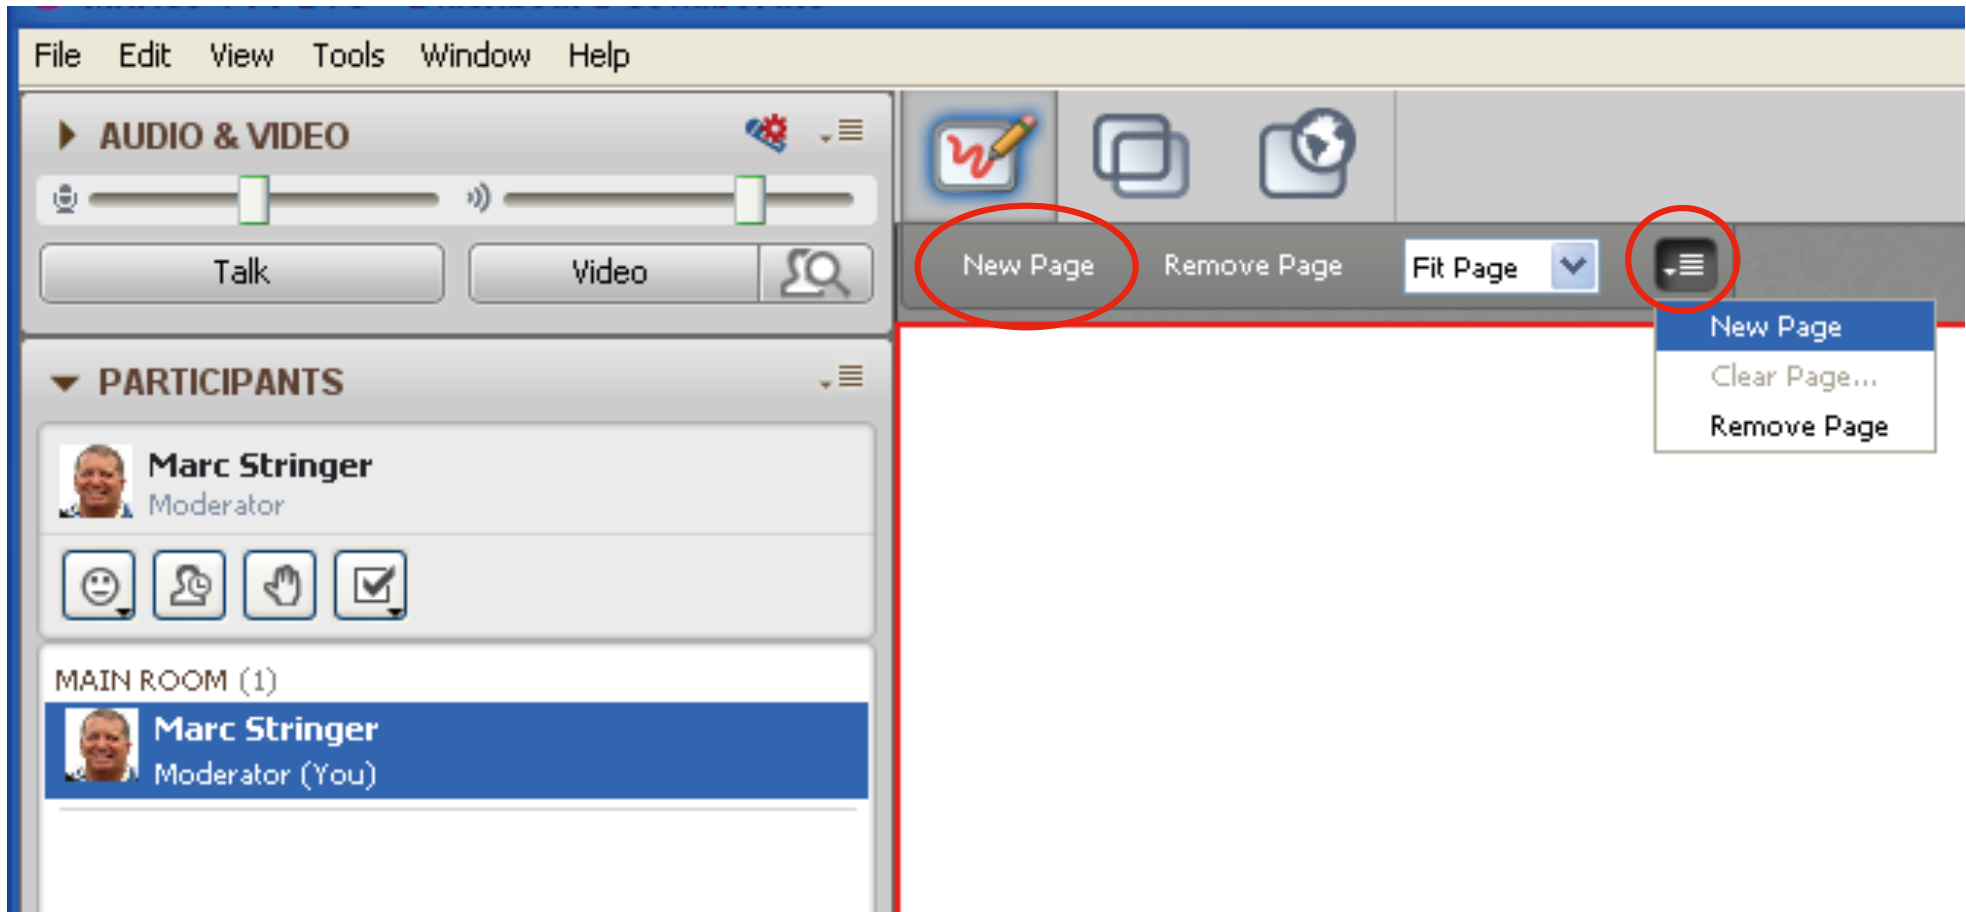 File Edit View Tools Window Help
AUDIO & VIDEO
Talk Video
New Page Remove Page Fit Page
New Page
Clear Page...
Remove Page
PARTICIPANTS
Marc Stringer
Moderator
MAIN ROOM (1)
Marc Stringer
Moderator (You)